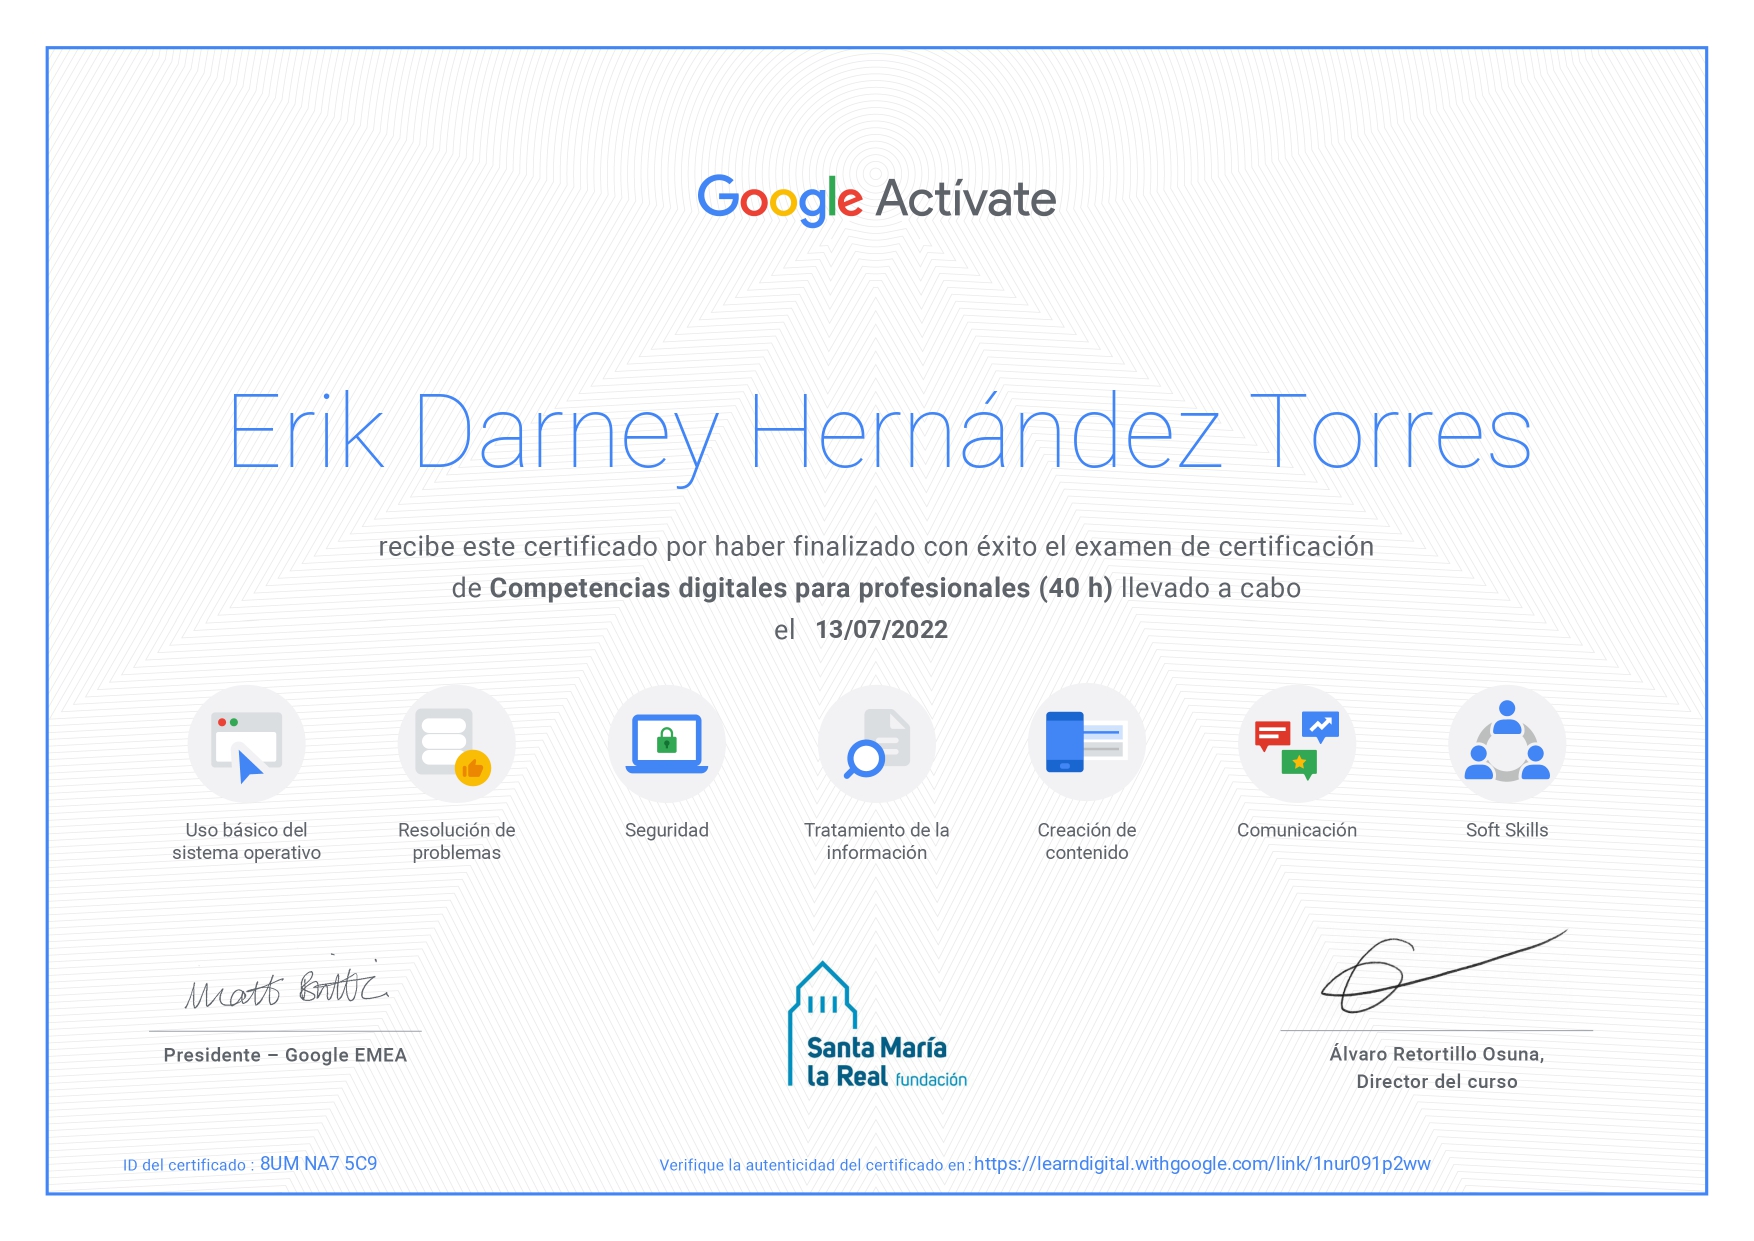 Google Actívate
Erik Darney Hernández Torres
recibe este certificado por haber finalizado con éxito el examen de certificación
de Competencias digitales para profesionales (40 h) llevado a cabo
el 13/07/2022
Uso básico del
sistema operativo
Resolución de
problemas
Seguridad
Tratamiento de la
información
Creación de
contenido
Comunicación
Soft Skills
Matt Brittin
Presidente – Google EMEA
Santa María
la Real fundación
Álvaro Retortillo Osuna,
Director del curso
ID del certificado : 8UM NA7 5C9
Verifique la autenticidad del certificado en: https://learndigital.withgoogle.com/link/1nur091p2ww